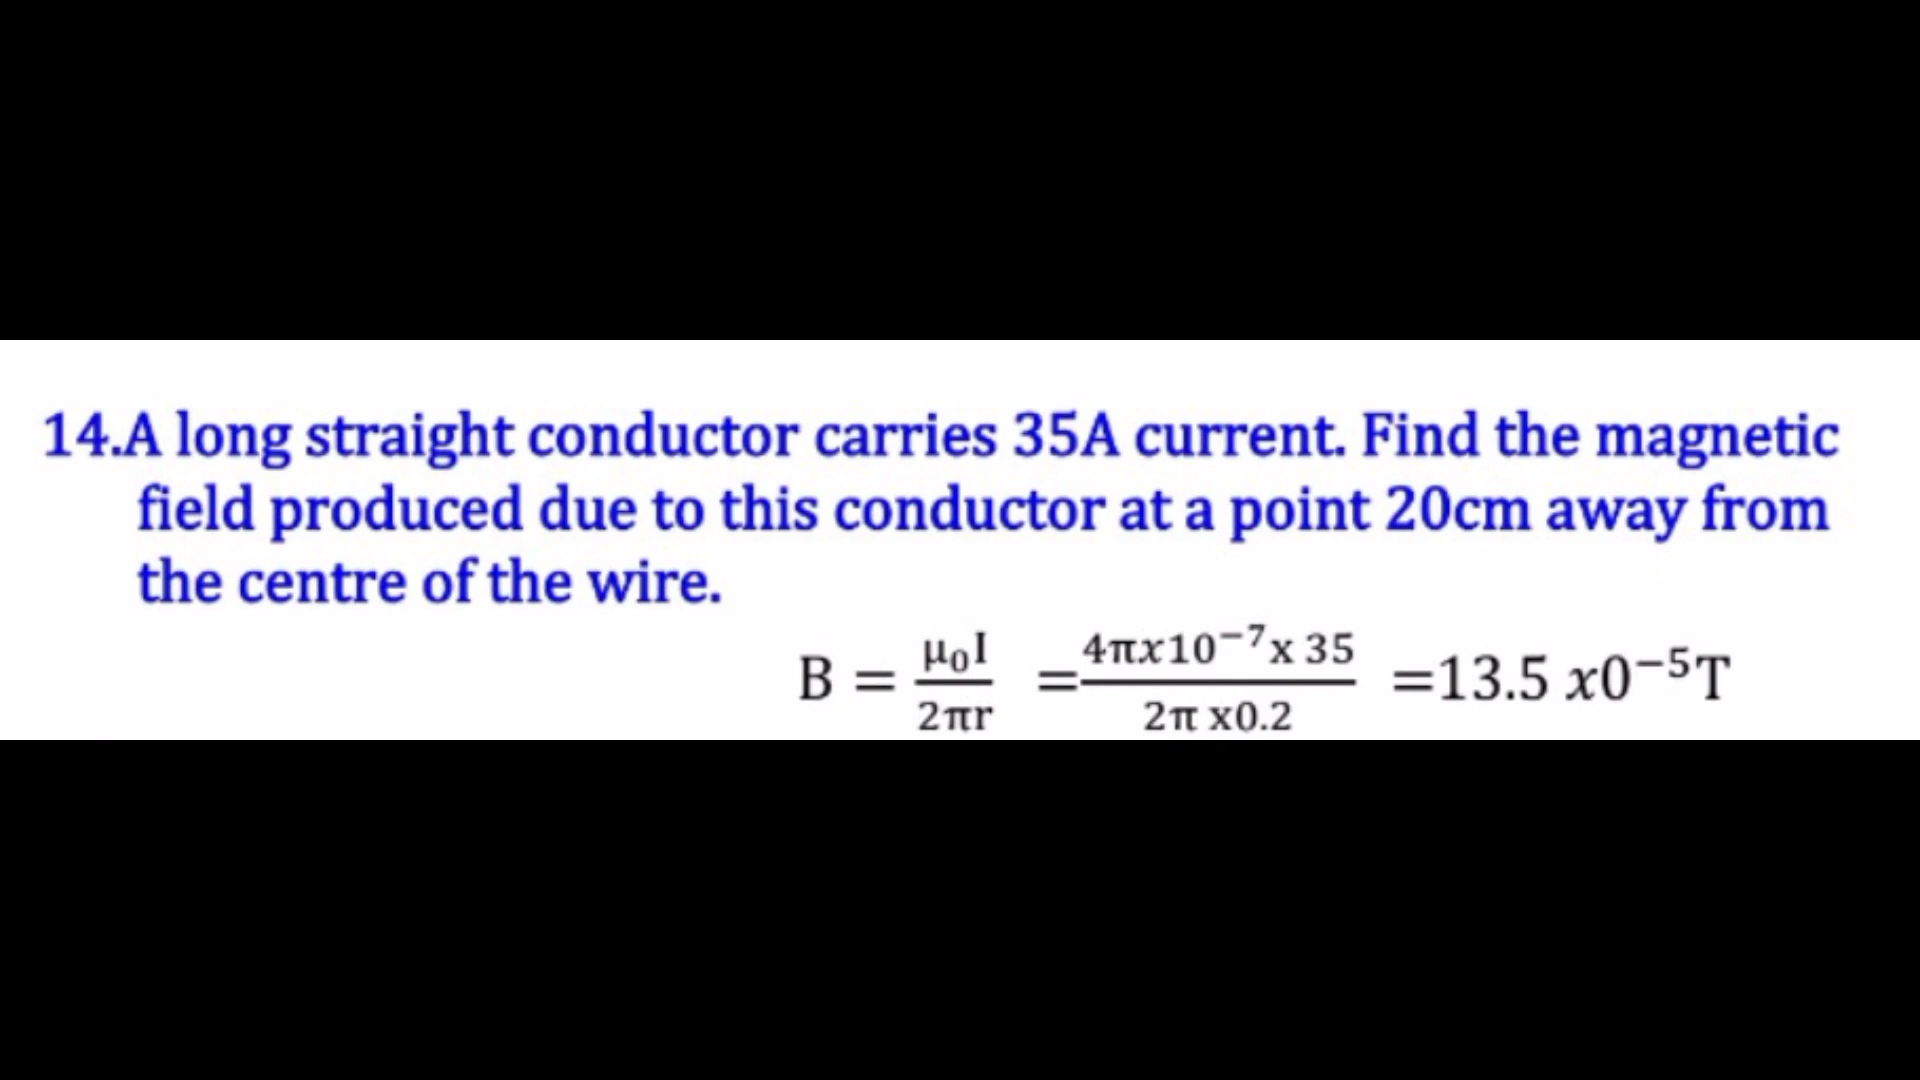 14.A long straight conductor carries 35A current. Find the magnetic
field produced due to this conductor at a point 20cm away from
the centre of the wire.
B = μ₀I/2πr =4πx10⁻⁷x 35/2π x0.2 =13.5 x0⁻⁵T